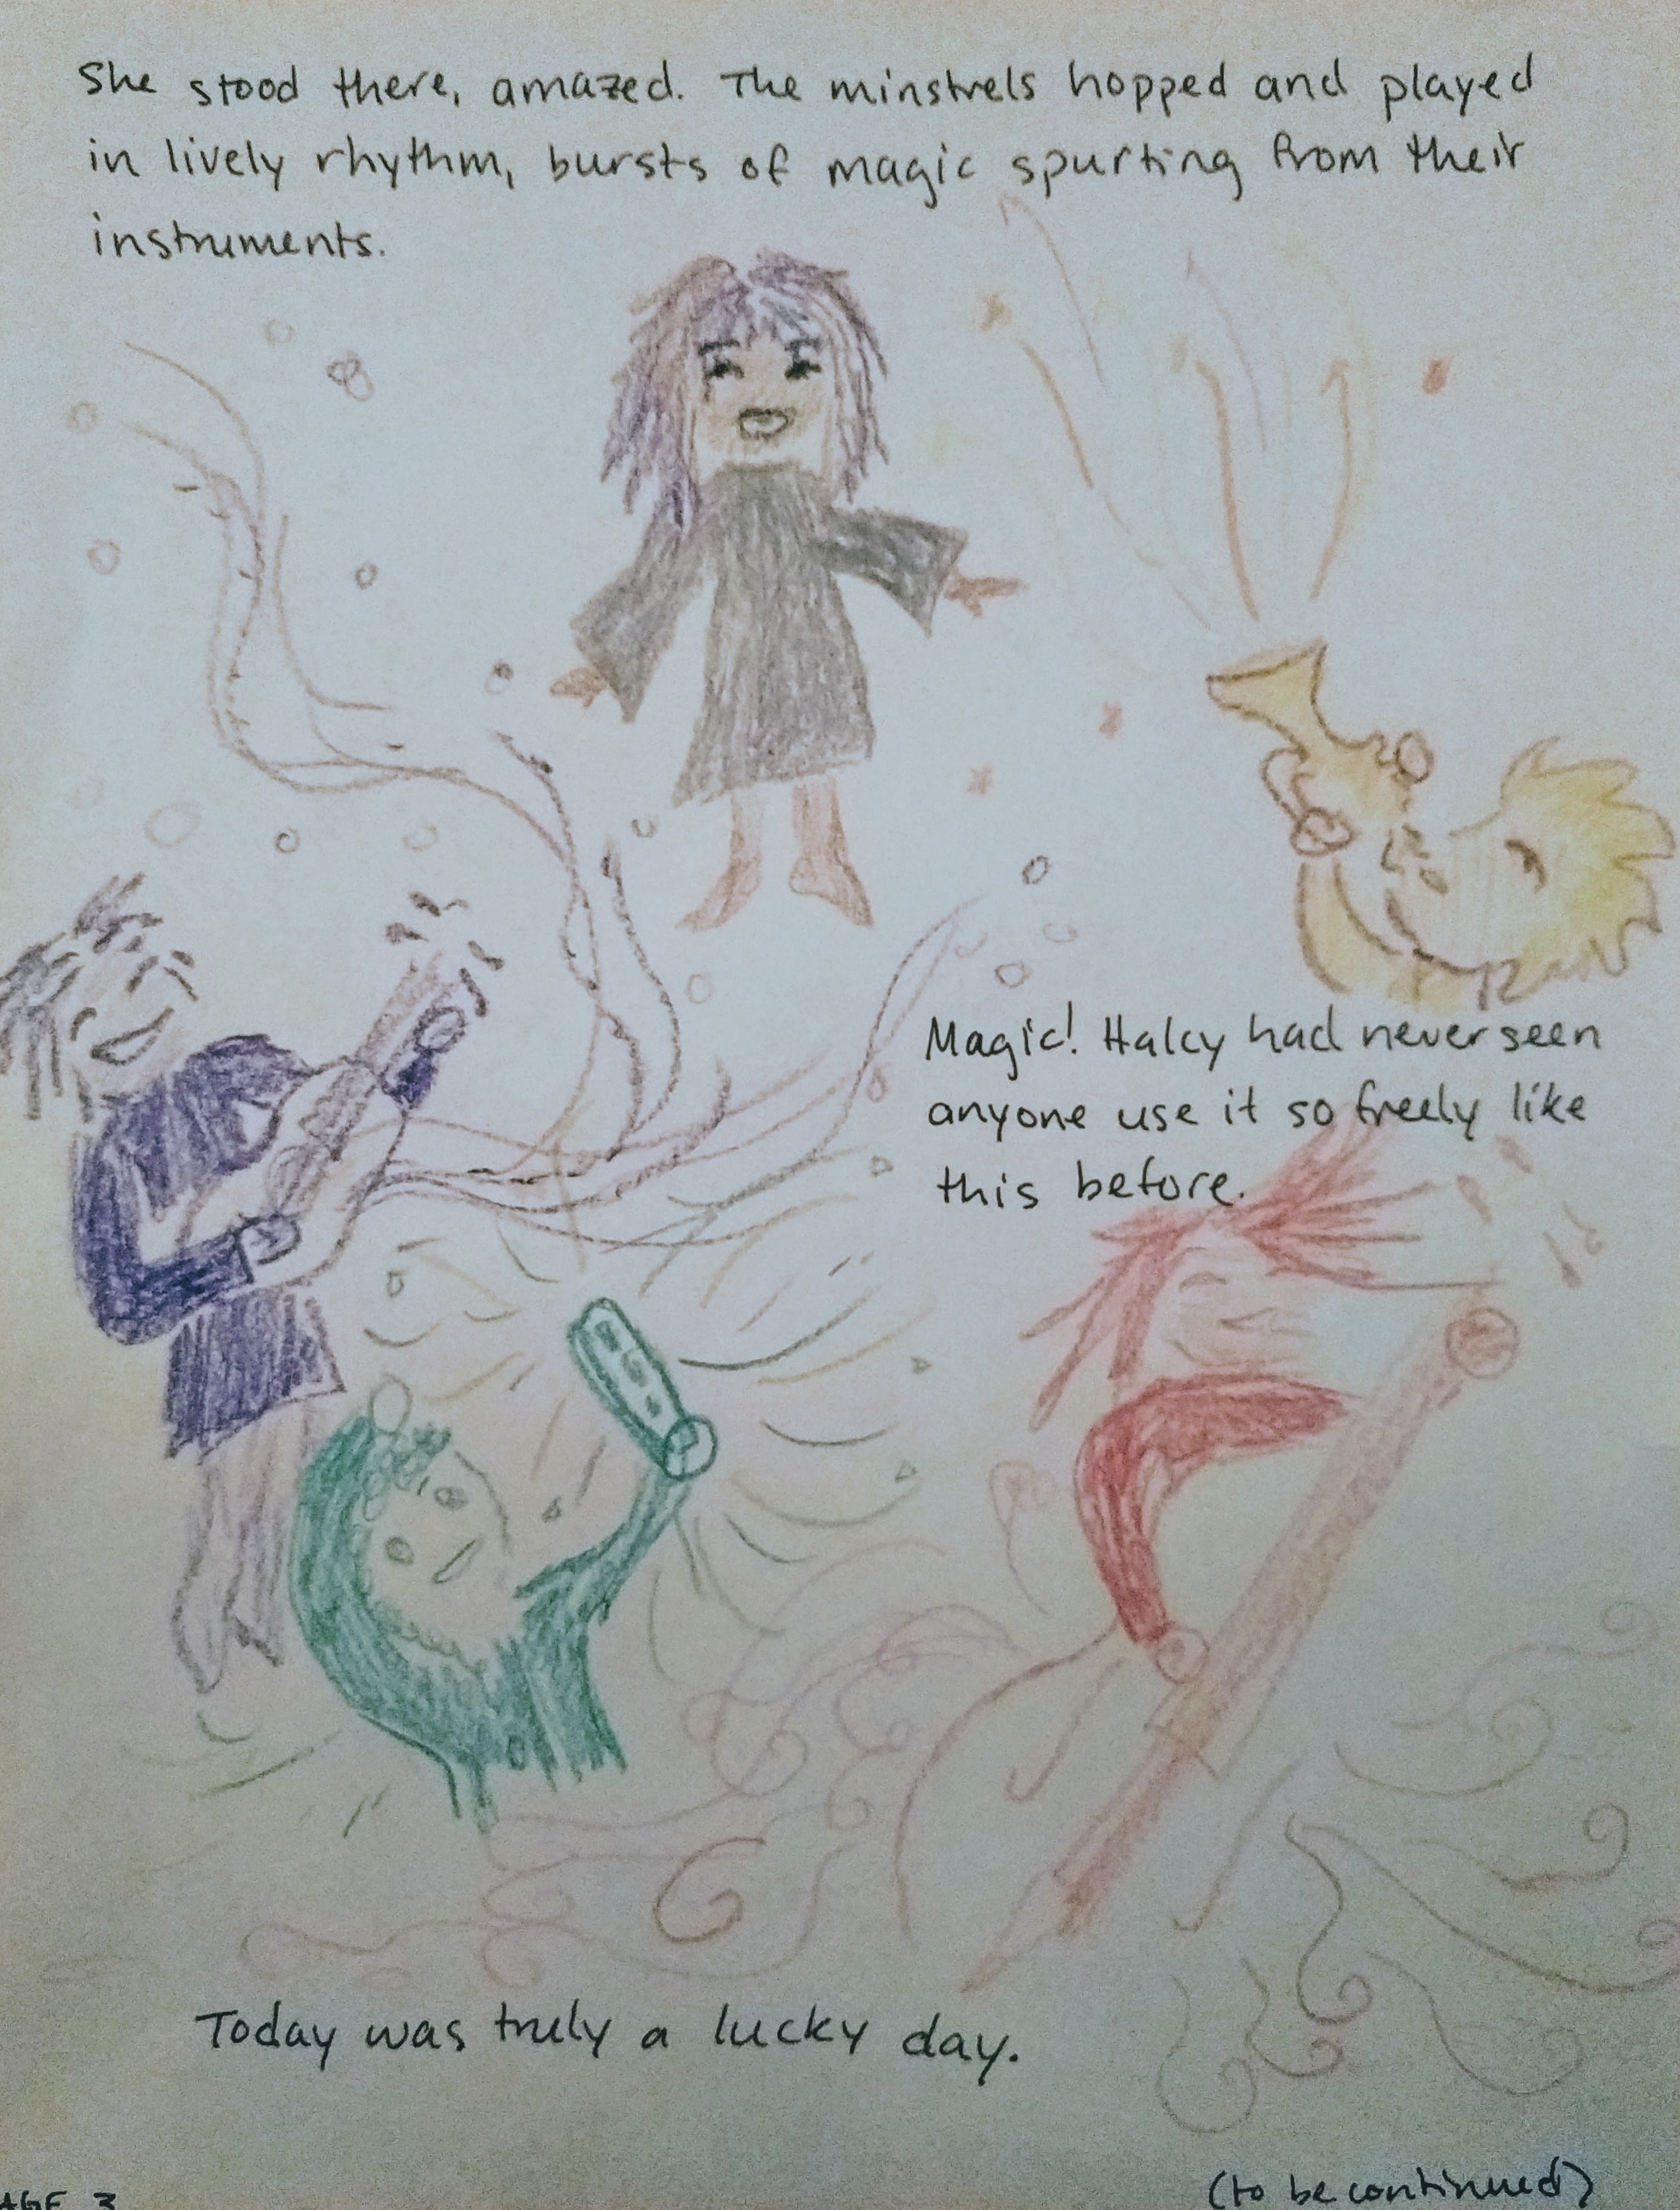 She stood there, amazed. The minstrels hopped and played
in lively rhythm, bursts of magic spurting from their
instruments.
Magic! Halcy had never seen
anyone use it so freely like
this before.
Today was truly a lucky day.
(to be continued)
AGE 3